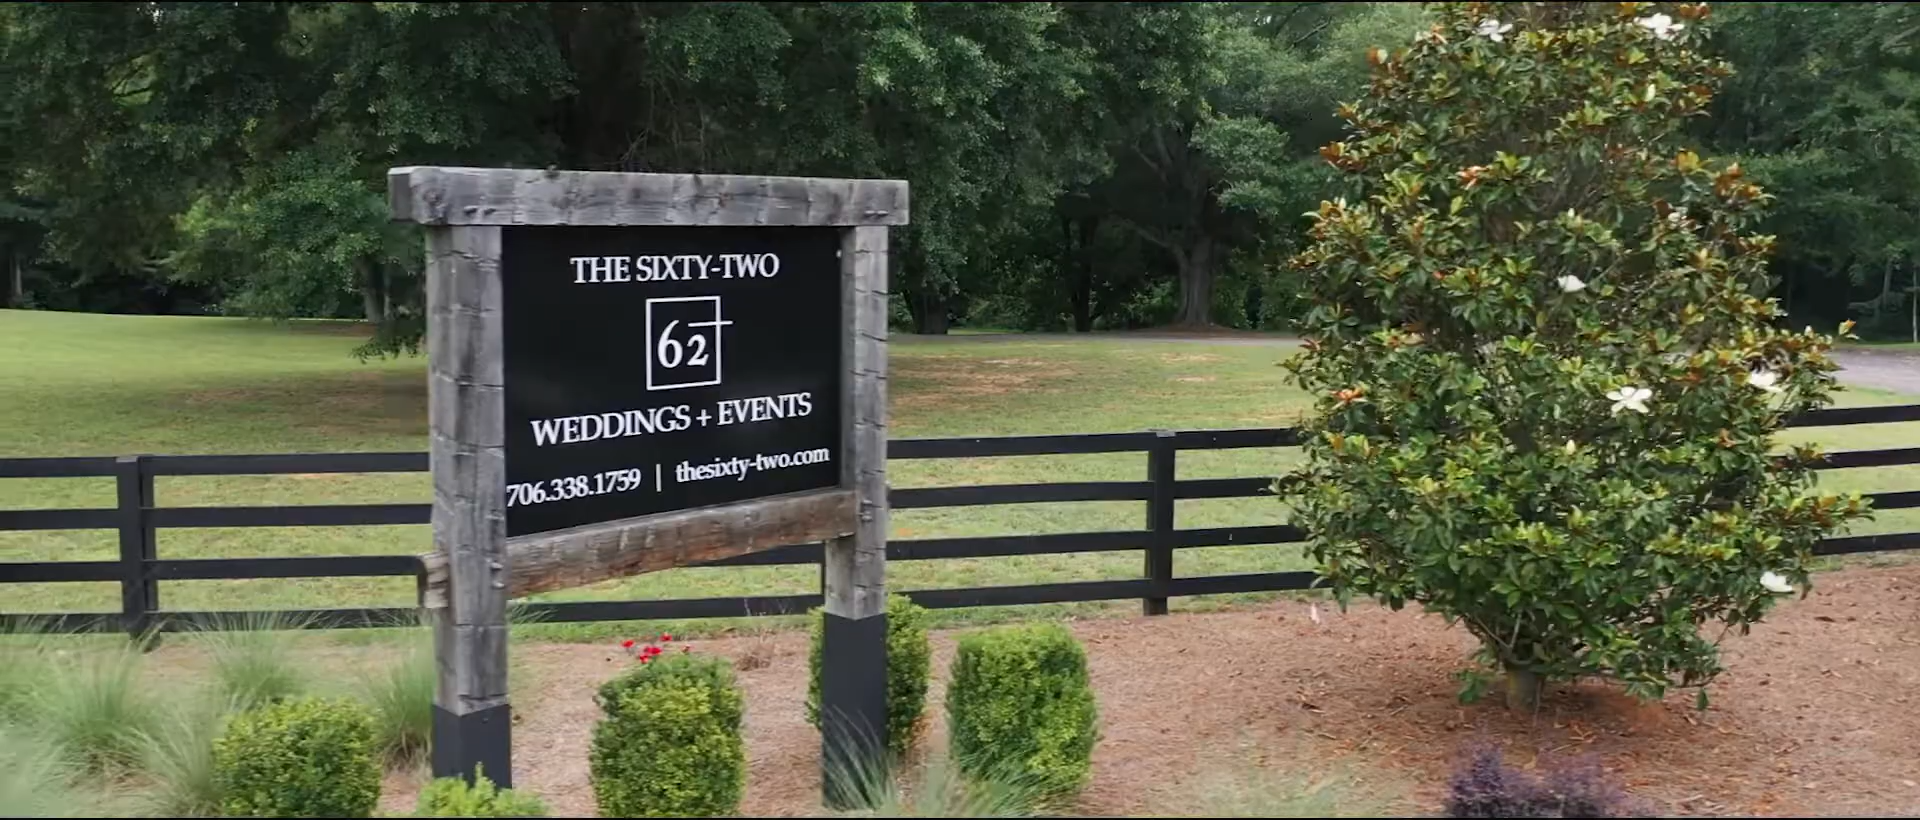 THE SIXTY-TWO
62
WEDDINGS + EVENTS
706.338.1759 | thesixty-two.com